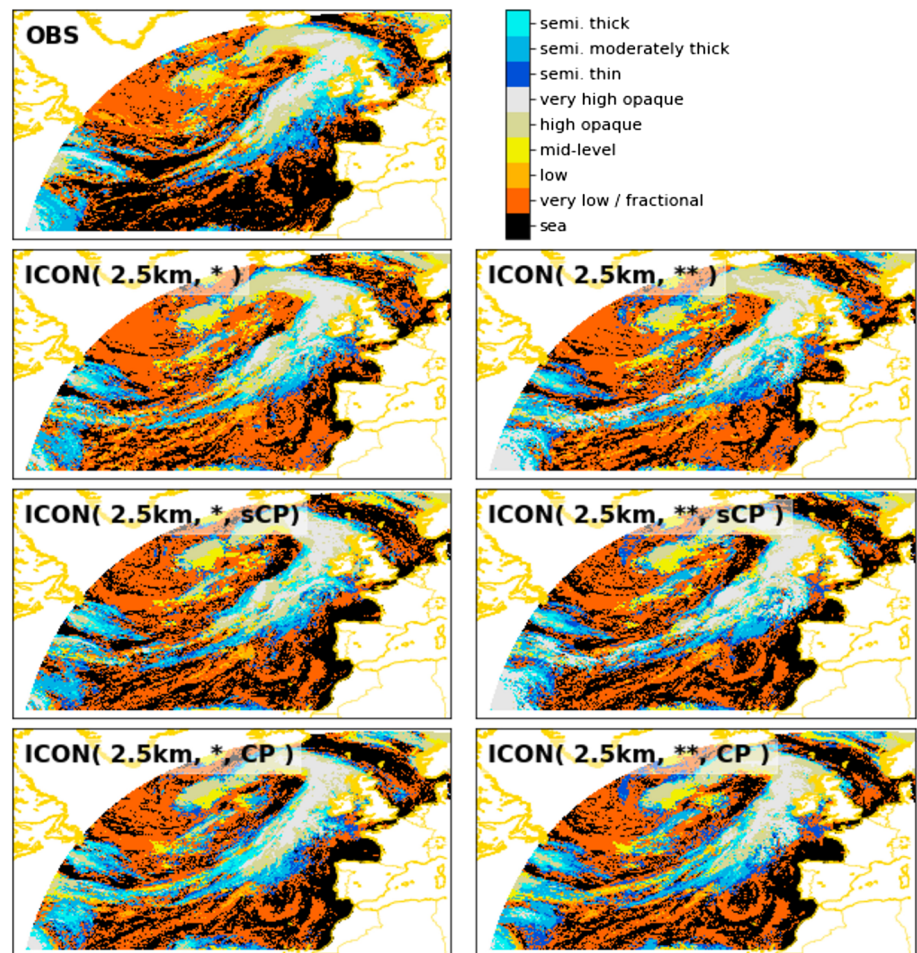 OBS
semi. thick
semi. moderately thick
semi. thin
very high opaque
high opaque
mid-level
low
very low / fractional
sea
ICON( 2.5km, * )
ICON( 2.5km, ** )
ICON( 2.5km, *, sCP)
ICON( 2.5km, **, sCP )
ICON( 2.5km, *, CP )
ICON( 2.5km, **, CP )